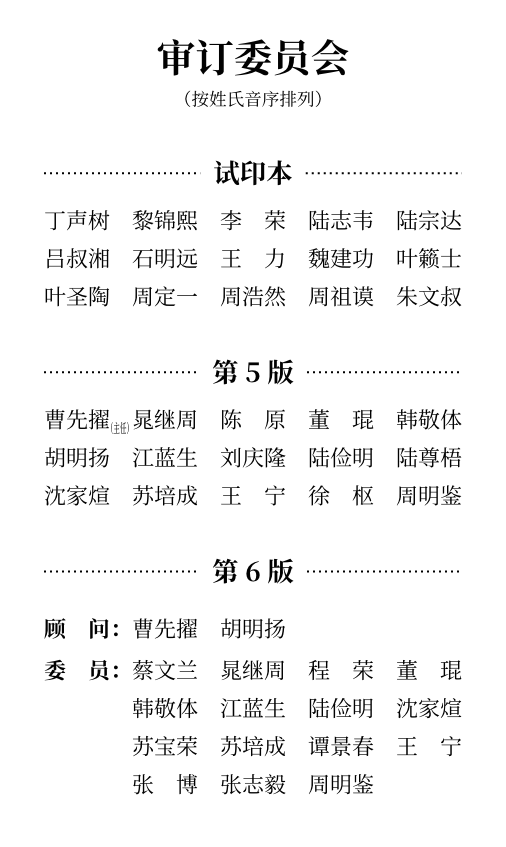 审订委员会
（按姓氏音序排列）
试印本
丁声树 黎锦熙 李 荣 陆志韦 陆宗达
吕叔湘 石明远 王 力 魏建功 叶籁士
叶圣陶 周定一 周浩然 周祖谟 朱文叔
第 5 版
曹先擢(主任) 晁继周 陈 原 董 琨 韩敬体
胡明扬 江蓝生 刘庆隆 陆俭明 陆尊梧
沈家煊 苏培成 王 宁 徐 枢 周明鉴
第 6 版
顾 问： 曹先擢 胡明扬
委 员： 蔡文兰 晁继周 程 荣 董 琨
韩敬体 江蓝生 陆俭明 沈家煊
苏宝荣 苏培成 谭景春 王 宁
张 博 张志毅 周明鉴